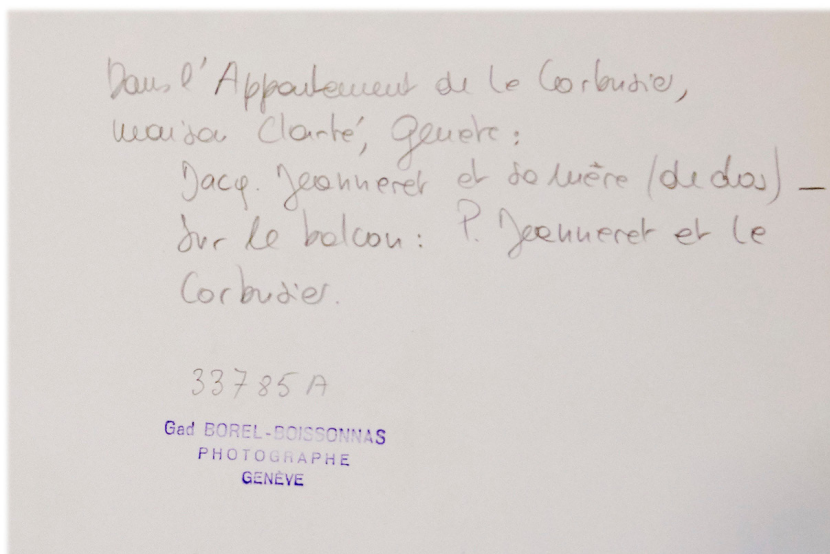 Dans l'Appartement de le Corbusier,
maison Clarté, Genève:
Jacq. Jeanneret et sa mère (de dos) —
sur le balcon: P. Jeanneret et le
Corbusier.
33785A
Gad BOREL-BOISSONNAS
PHOTOGRAPHE
GENÈVE